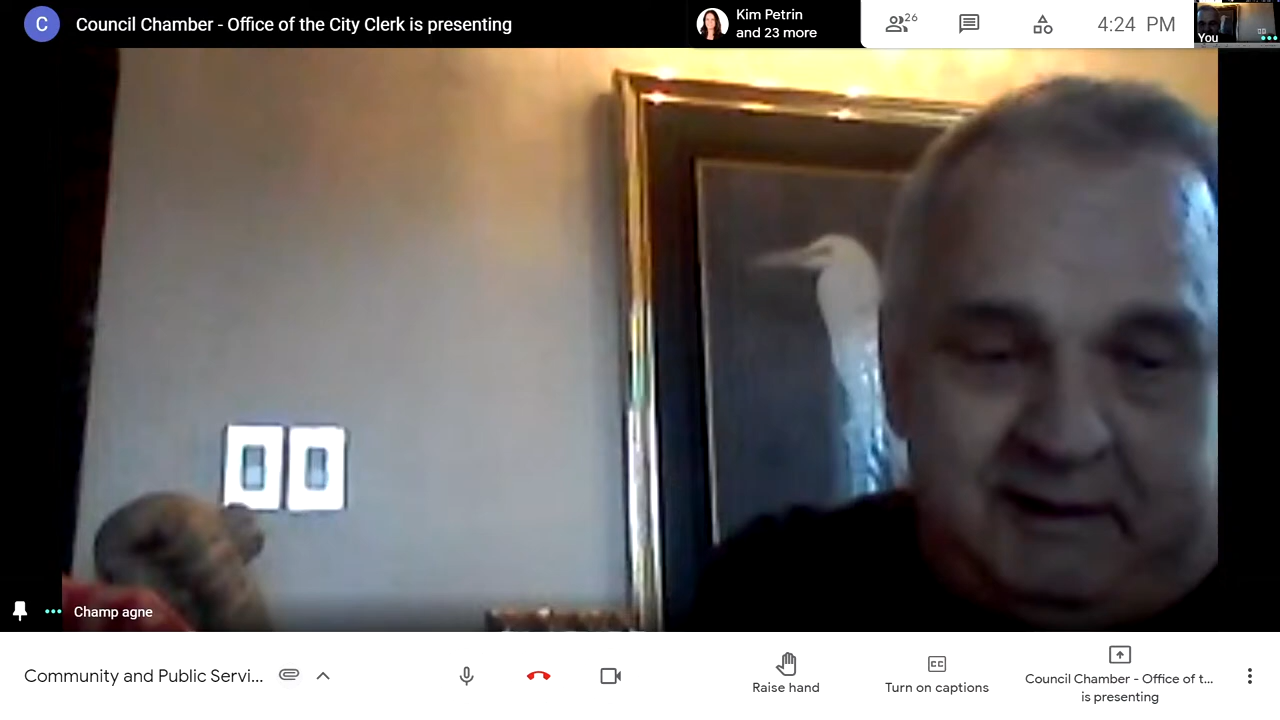 C
Council Chamber - Office of the City Clerk is presenting
Kim Petrin
and 23 more
26
4:24 PM
You
Champ agne
Community and Public Servi...
Raise hand
Turn on captions
Council Chamber - Office of t...
is presenting